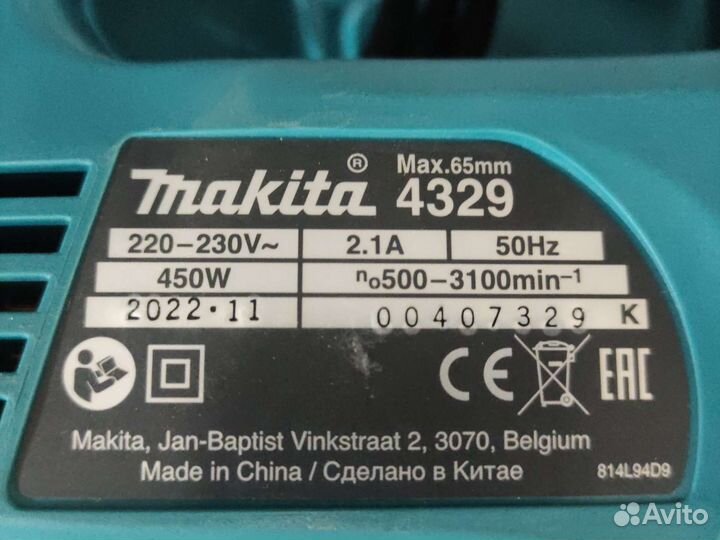 Max.65mm
makita® 4329
220-230V~ 2.1A 50Hz
450W n₀500-3100min⁻¹
2022·11 00407329 K
CE EAC
Makita, Jan-Baptist Vinkstraat 2, 3070, Belgium
Made in China / Сделано в Китае 814L94D9
Avito